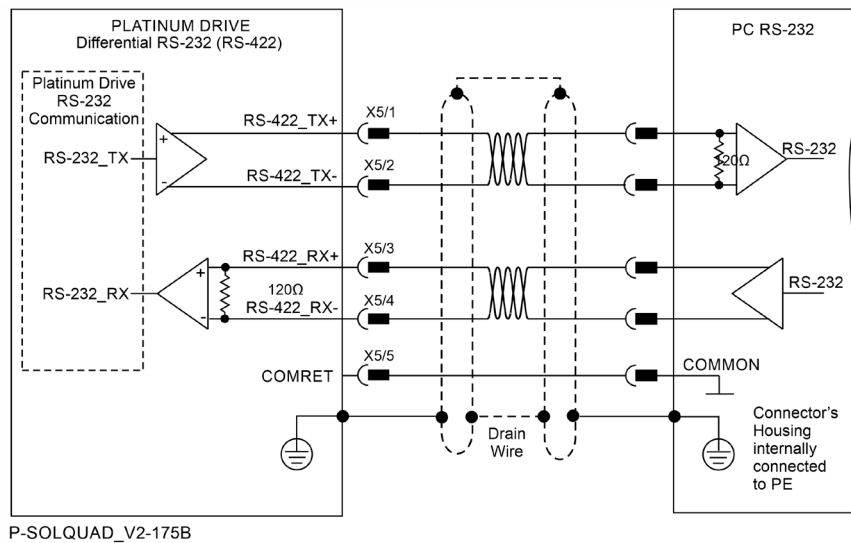 PLATINUM DRIVE
Differential RS-232 (RS-422)
PC RS-232
Platinum Drive
RS-232
Communication
RS-422_TX+
X5/1
RS-232_TX
+
-
RS-422_TX-
X5/2
120Ω
RS-232
RS-422_RX+
X5/3
RS-232_RX
+
-
120Ω
RS-422_RX-
X5/4
RS-232
COMRET
X5/5
COMMON
Drain
Wire
Connector's
Housing
internally
connected
to PE
P-SOLQUAD_V2-175B